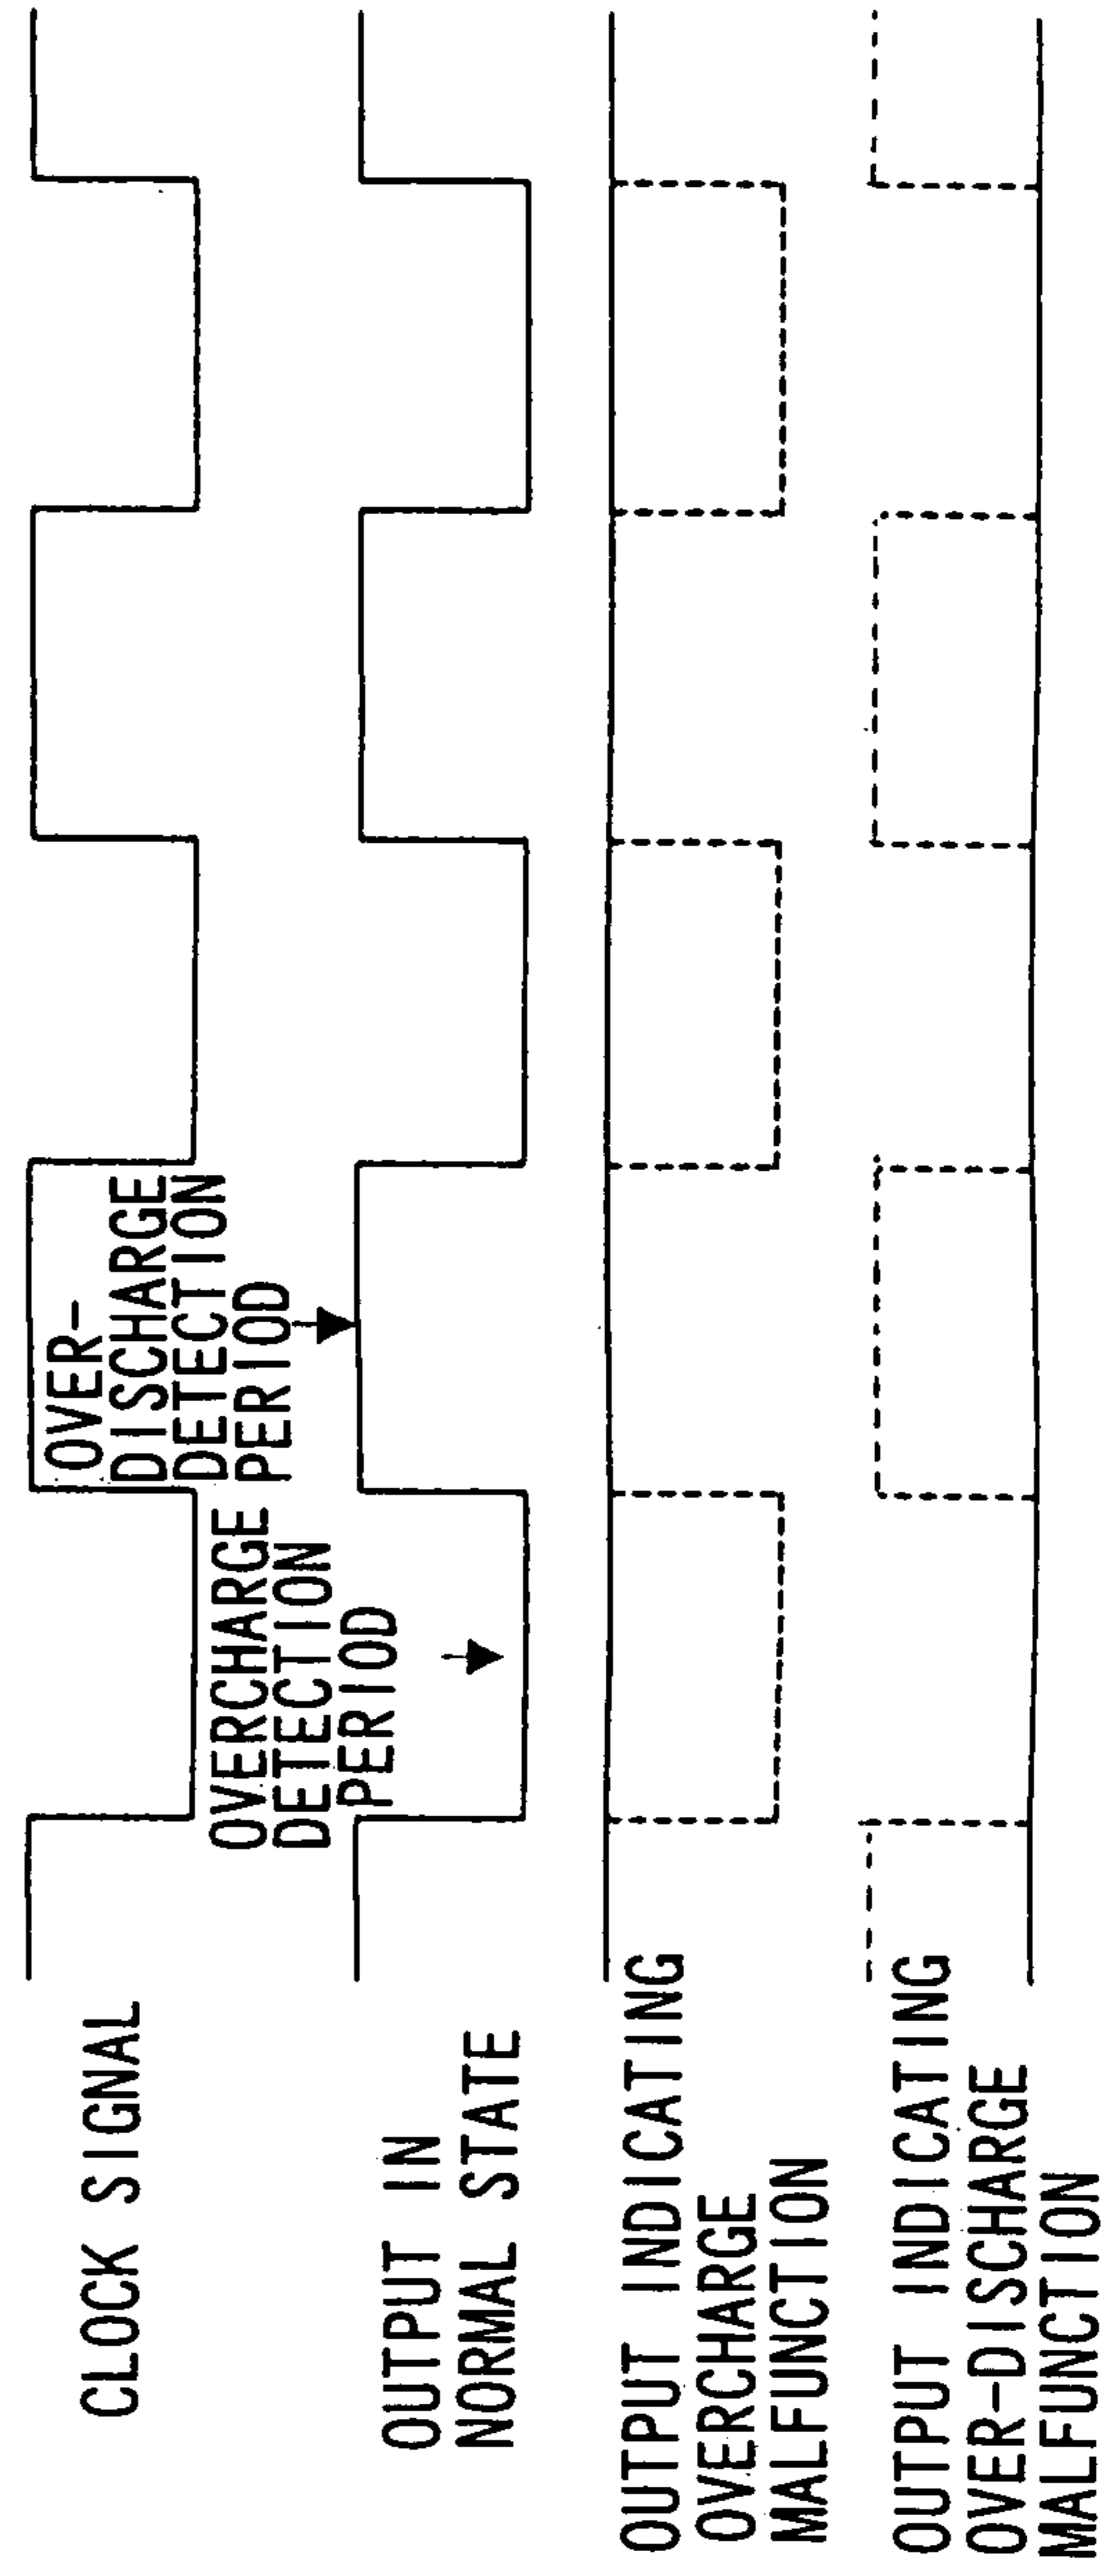 CLOCK SIGNAL
OVER-
DISCHARGE
DETECTION
PERIOD
OVERCHARGE
DETECTION
PERIOD
OUTPUT IN
NORMAL STATE
OUTPUT INDICATING
OVERCHARGE
MALFUNCTION
OUTPUT INDICATING
OVER-DISCHARGE
MALFUNCTION